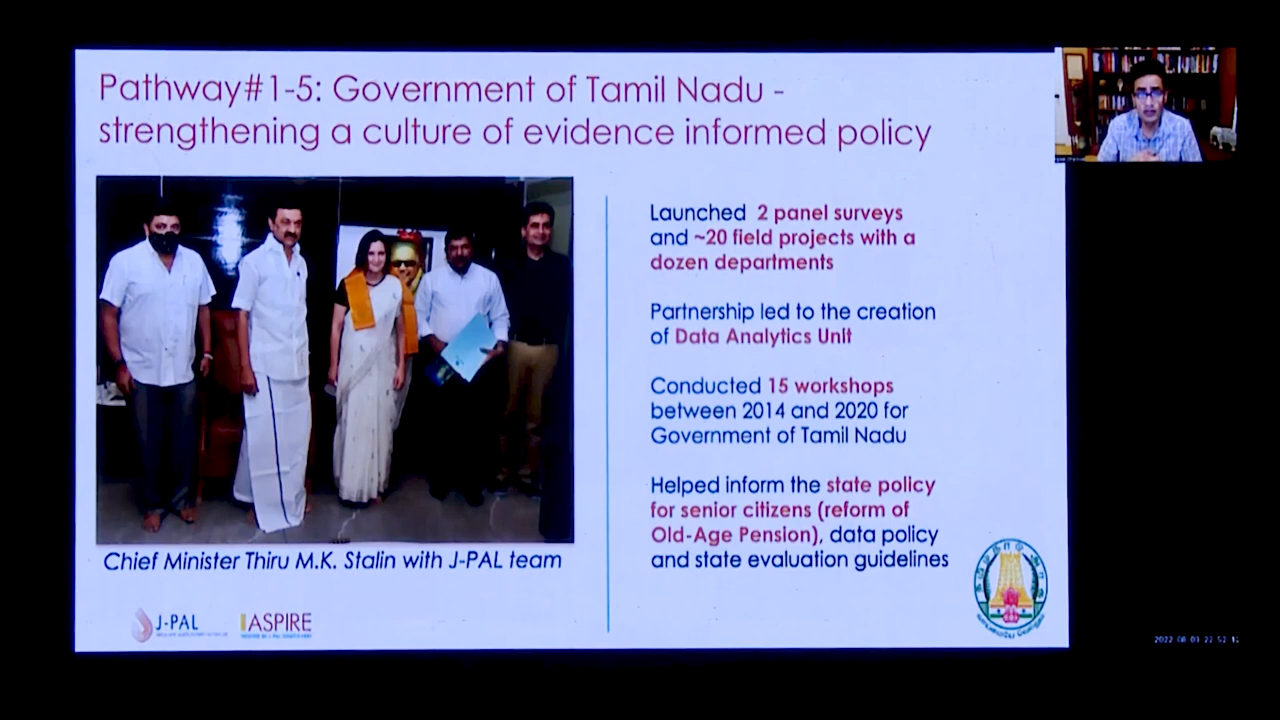 Pathway#1-5: Government of Tamil Nadu -
strengthening a culture of evidence informed policy
Launched 2 panel surveys
and ~20 field projects with a
dozen departments
Partnership led to the creation
of Data Analytics Unit
Conducted 15 workshops
between 2014 and 2020 for
Government of Tamil Nadu
Helped inform the state policy
for senior citizens (reform of
Old-Age Pension), data policy
and state evaluation guidelines
Chief Minister Thiru M.K. Stalin with J-PAL team
J-PAL
ASPIRE